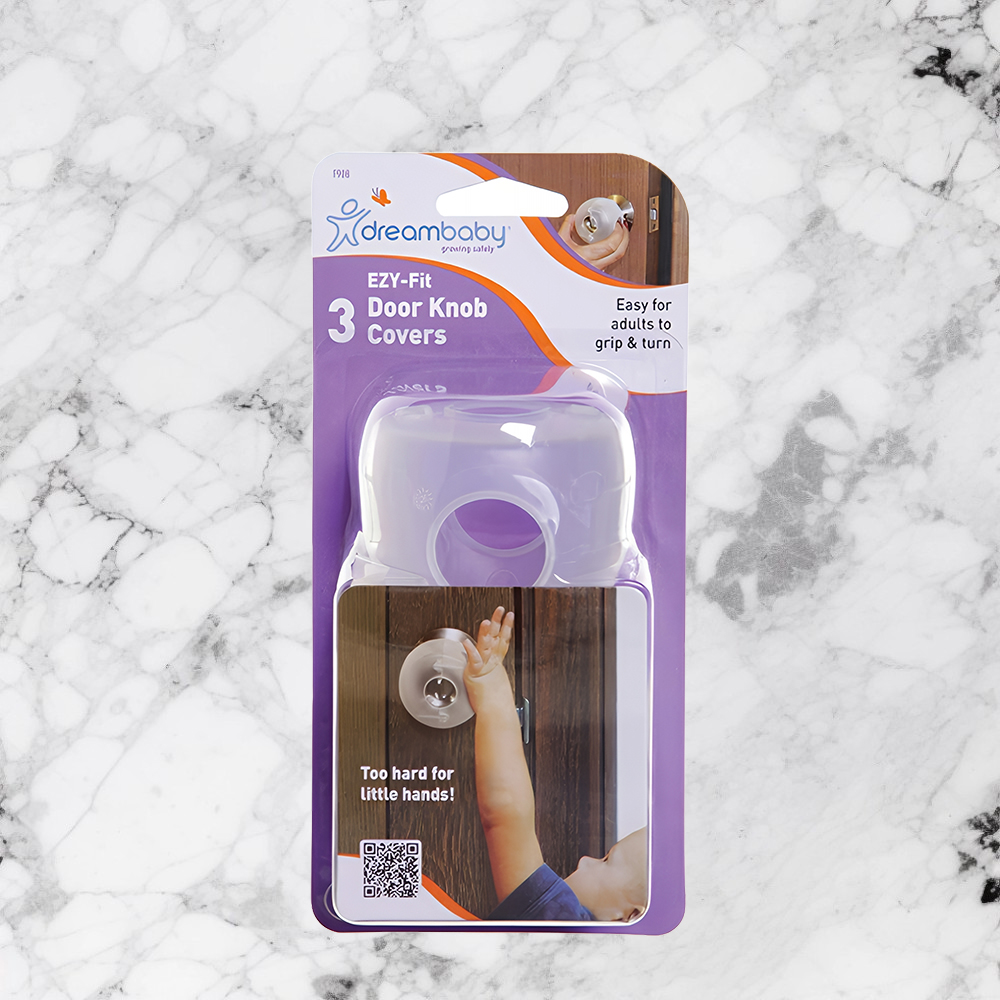 F918
dreambaby
growing safely
EZY-Fit
3 Door Knob
Covers
Easy for
adults to
grip & turn
Too hard for
little hands!